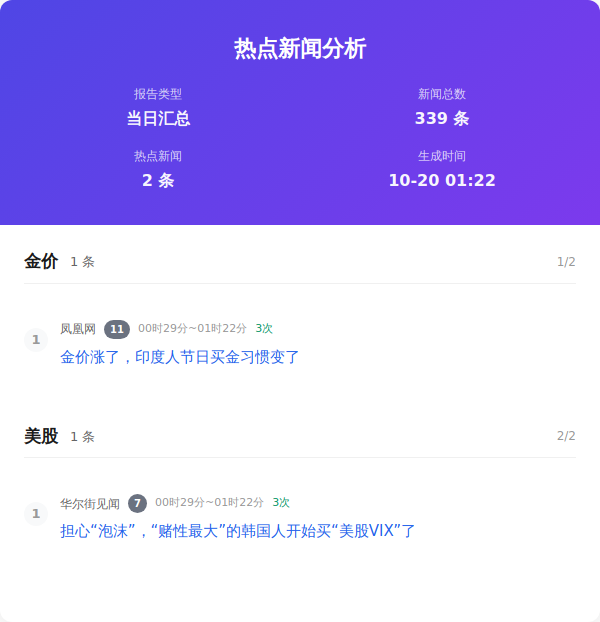 热点新闻分析
报告类型
新闻总数
当日汇总
339 条
热点新闻
生成时间
2 条
10-20 01:22
金价 1 条 1/2
1 凤凰网 11 00时29分~01时22分 3次
金价涨了，印度人节日买金习惯变了
美股 1 条 2/2
1 华尔街见闻 7 00时29分~01时22分 3次
担心“泡沫”，“赌性最大”的韩国人开始买“美股VIX”了